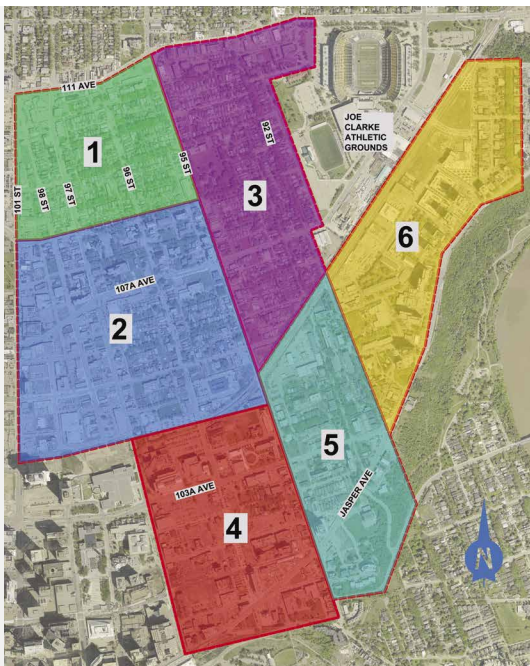 111 AVE
1
101 ST
98 ST
97 ST
96 ST
95 ST
92 ST
3
JOE
CLARKE
ATHLETIC
GROUNDS
6
107A AVE
2
5
JASPER AVE
103A AVE
4
N